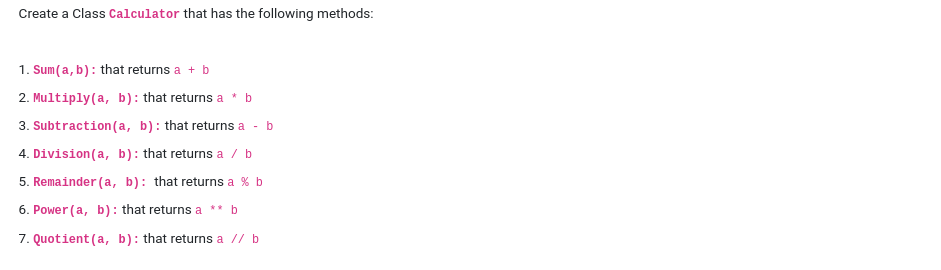 Create a Class Calculator that has the following methods:
1. Sum(a,b): that returns a + b
2. Multiply(a, b): that returns a * b
3. Subtraction(a, b): that returns a - b
4. Division(a, b): that returns a / b
5. Remainder(a, b): that returns a % b
6. Power(a, b): that returns a ** b
7. Quotient(a, b): that returns a // b